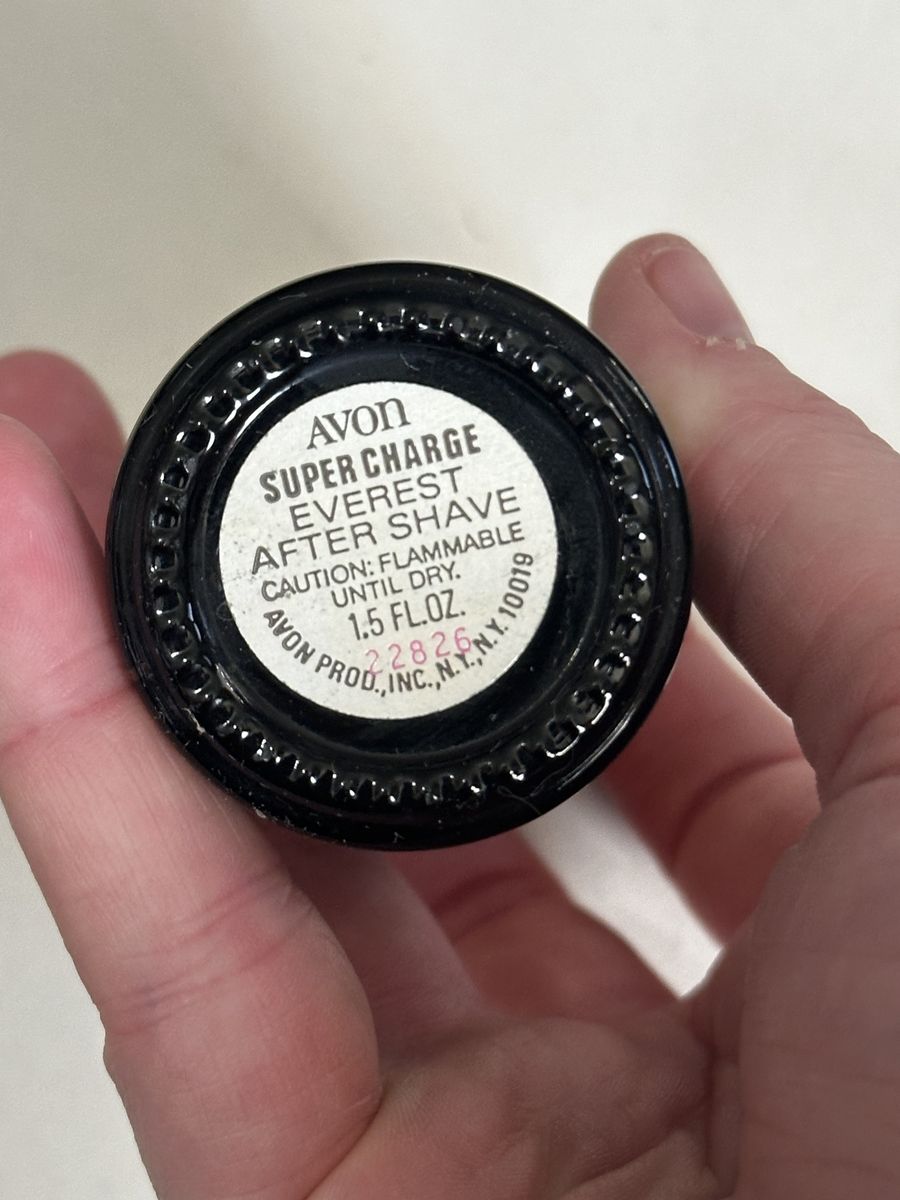 AVON
SUPER CHARGE
EVEREST
AFTER SHAVE
CAUTION: FLAMMABLE
UNTIL DRY.
1.5 FL.OZ.
22826
AVON PROD.,INC.,N.Y.,N.Y.10019